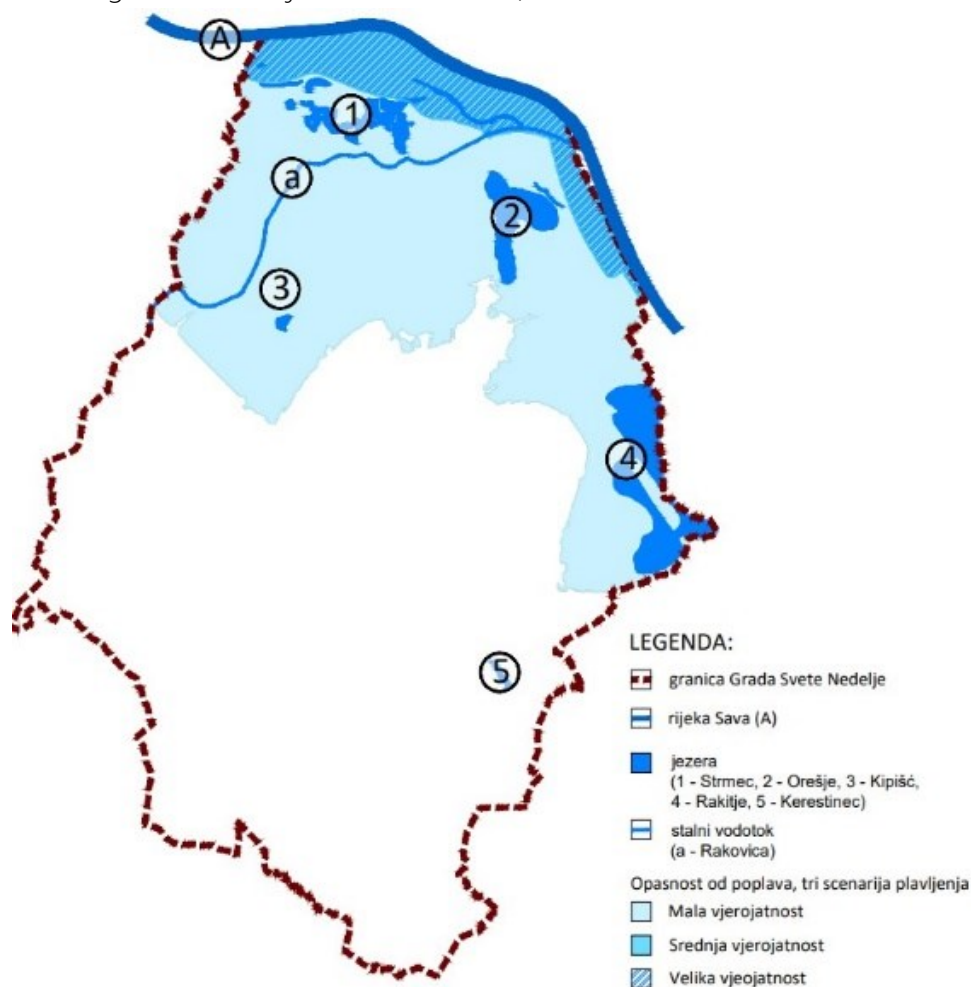 A
1
a
2
3
4
5
LEGENDA:
granica Grada Svete Nedelje
rijeka Sava (A)
jezera
(1 - Strmec, 2 - Orešje, 3 - Kipišć,
4 - Rakitje, 5 - Kerestinec)
stalni vodotok
(a - Rakovica)
Opasnost od poplava, tri scenarija plavljenja
Mala vjerojatnost
Srednja vjerojatnost
Velika vjeojatnost